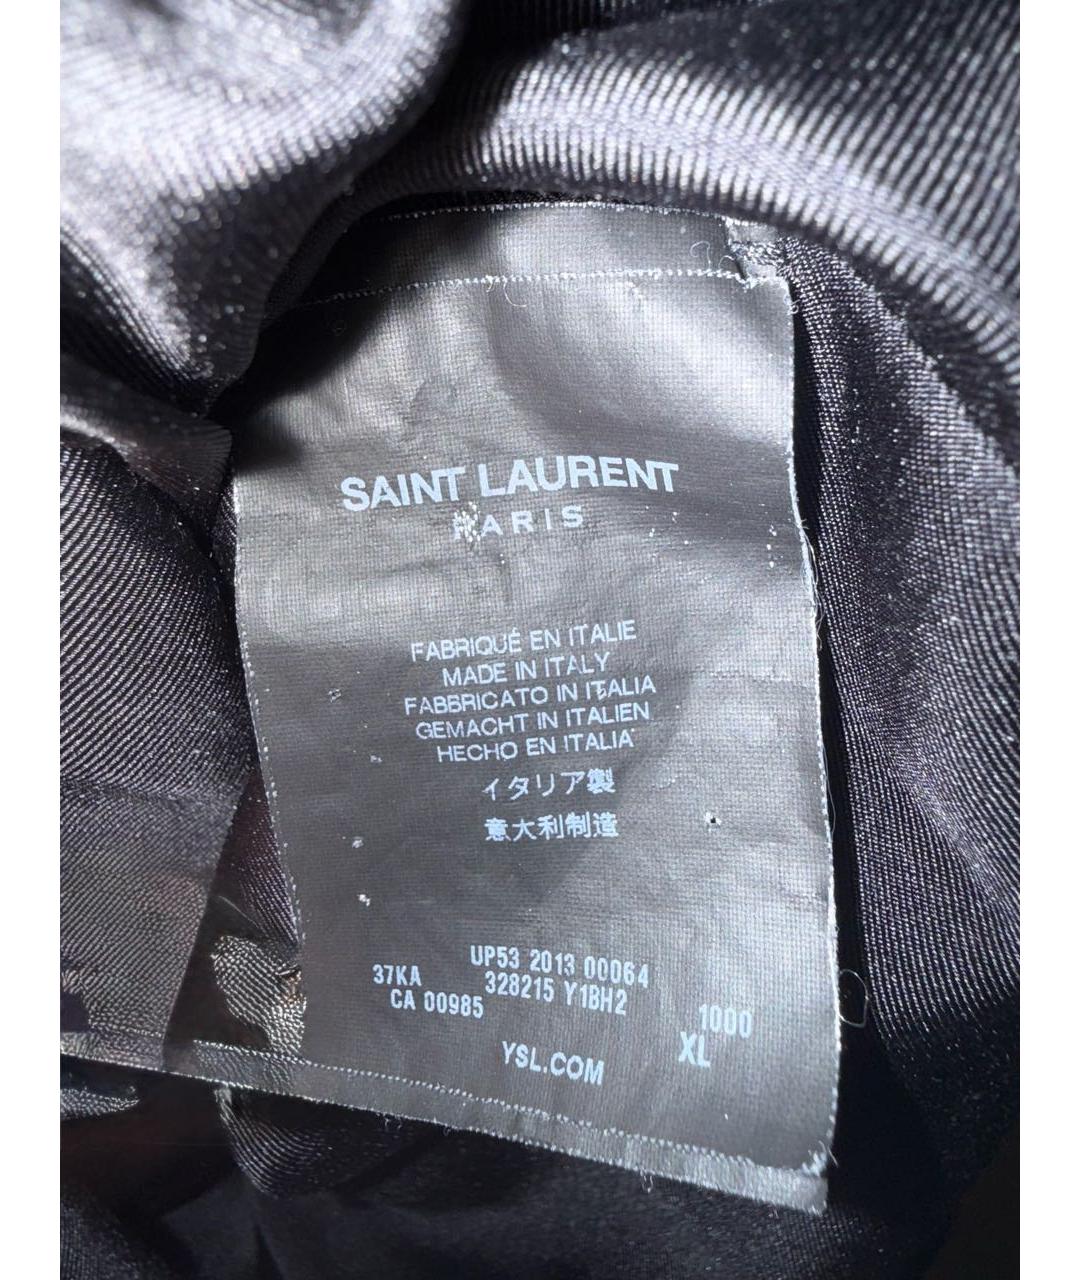 SAINT LAURENT
PARIS
FABRIQUÉ EN ITALIE
MADE IN ITALY
FABBRICATO IN ITALIA
GEMACHT IN ITALIEN
HECHO EN ITALIA
イタリア製
意大利制造
UP53 2013 00064
37KA 328215 Y1BH2
CA 00985 1000
XL
YSL.COM